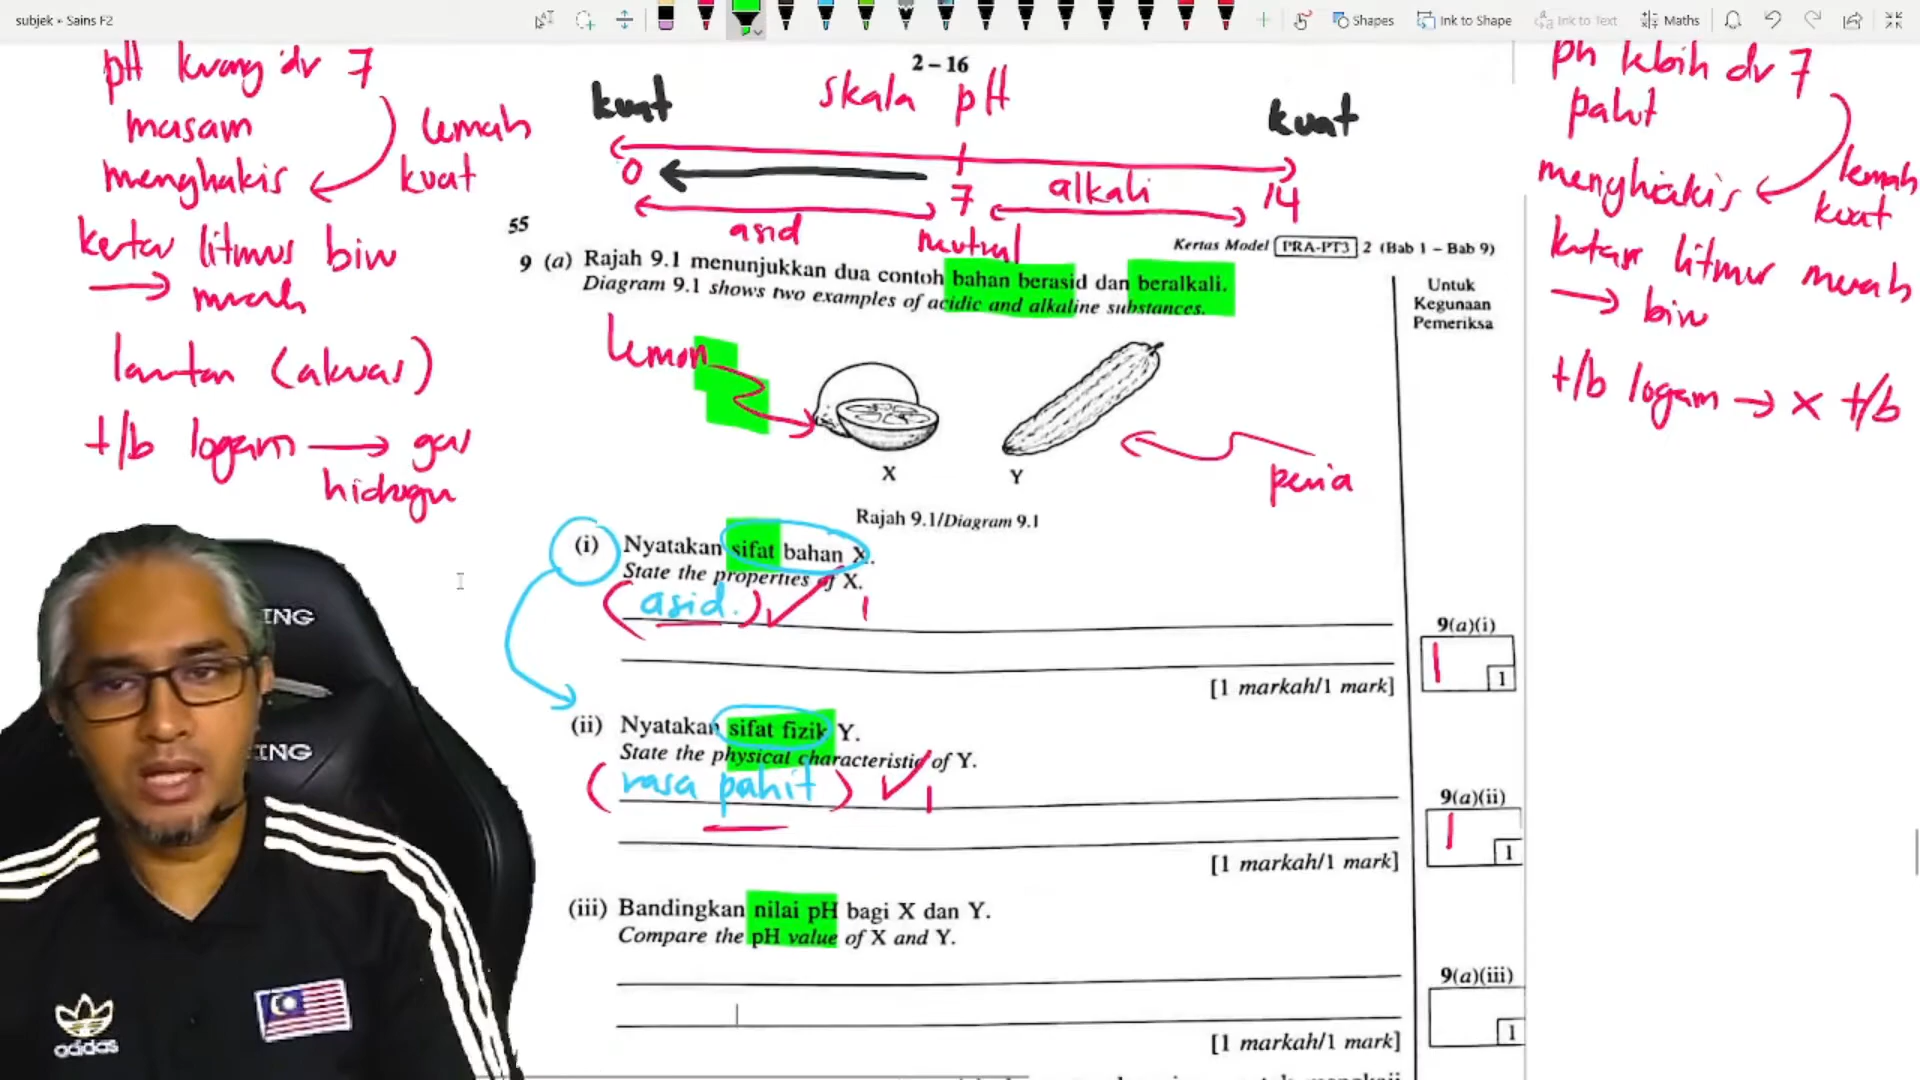 subjek • Sains F2
Shapes
Ink to Shape
Ink to Text
Maths
pH kurang dr 7
masam
menghakis
lemah
kuat
kertas litmus biru
→ merah
larutan (akuas)
t/b logam → gas
hidrogen
2 – 16
skala pH
kuat
kuat
0
7
14
asid
neutral
alkali
pH lebih dr 7
pahit
menghakis
lemah
kuat
kertas litmus merah
→ biru
t/b logam → X t/b
55
Kertas Model PRA-PT3 2 (Bab 1 – Bab 9)
9 (a) Rajah 9.1 menunjukkan dua contoh bahan berasid dan beralkali.
Diagram 9.1 shows two examples of acidic and alkaline substances.
Untuk
Kegunaan
Pemeriksa
lemon
peria
X
Y
Rajah 9.1/Diagram 9.1
(i) Nyatakan sifat bahan X.
State the properties of X.
(asid.) ✓ 1
9(a)(i)
1
1
[1 markah/1 mark]
(ii) Nyatakan sifat fizik Y.
State the physical characteristic of Y.
(rasa pahit) ✓ 1
9(a)(ii)
1
1
[1 markah/1 mark]
(iii) Bandingkan nilai pH bagi X dan Y.
Compare the pH value of X and Y.
9(a)(iii)
1
[1 markah/1 mark]
ING
ING
adidas